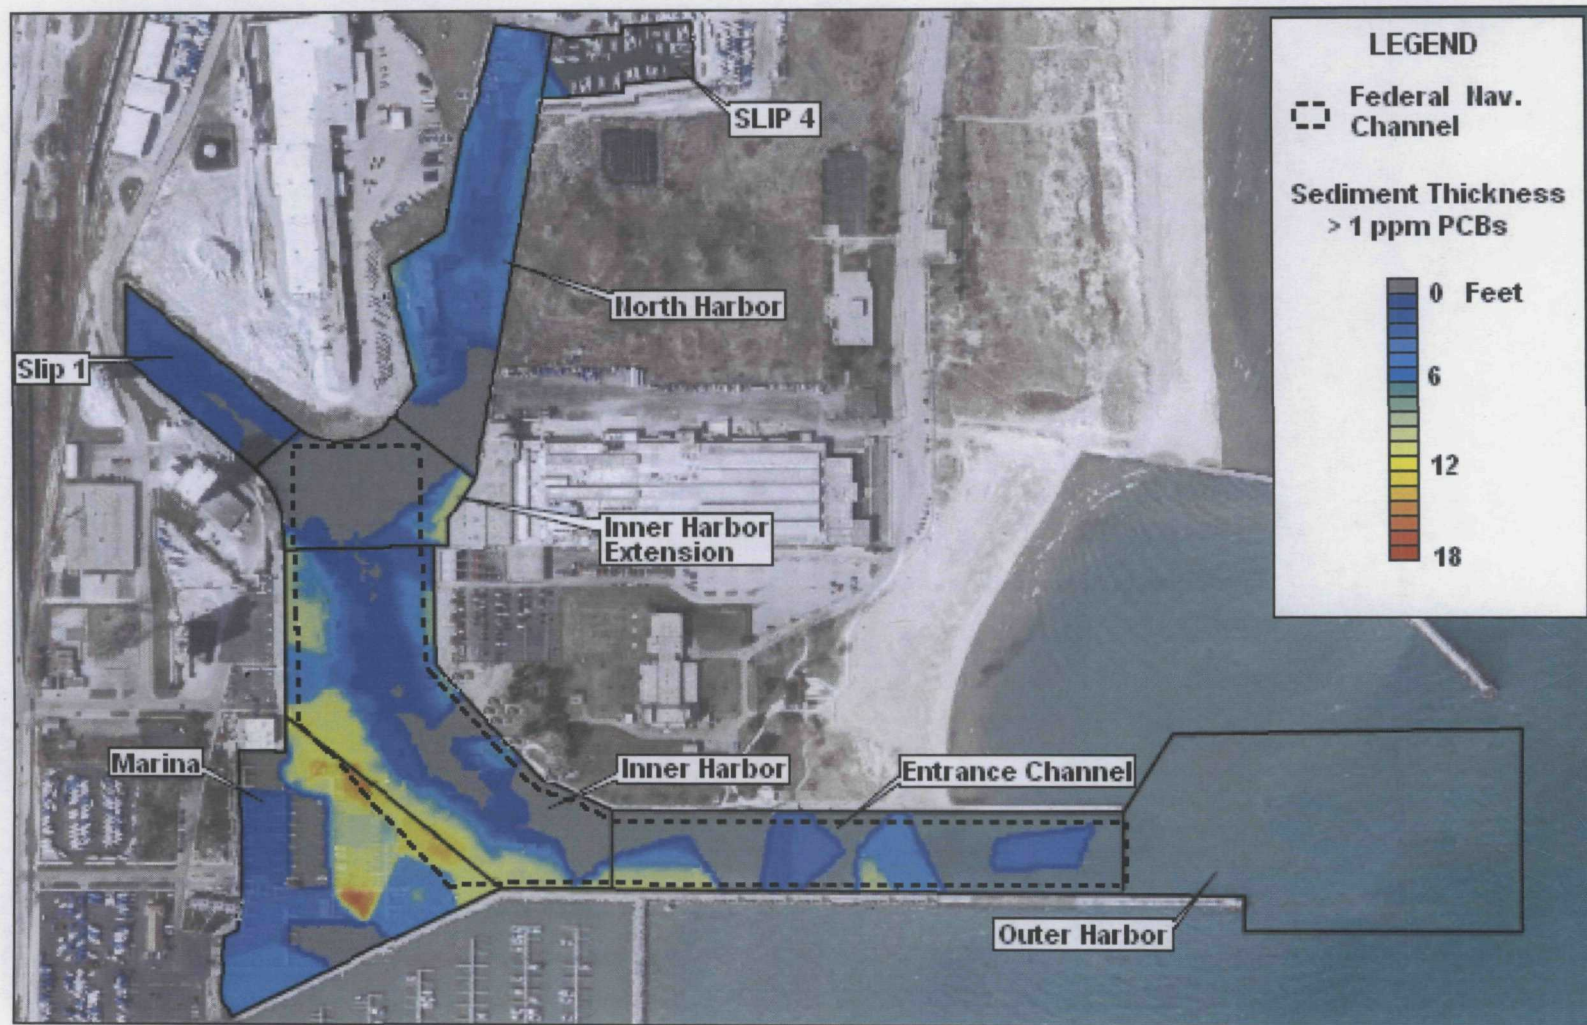 LEGEND
Federal Nav.
Channel
Sediment Thickness
> 1 ppm PCBs
0 Feet
6
12
18
SLIP 4
North Harbor
Slip 1
Inner Harbor
Extension
Marina
Inner Harbor
Entrance Channel
Outer Harbor